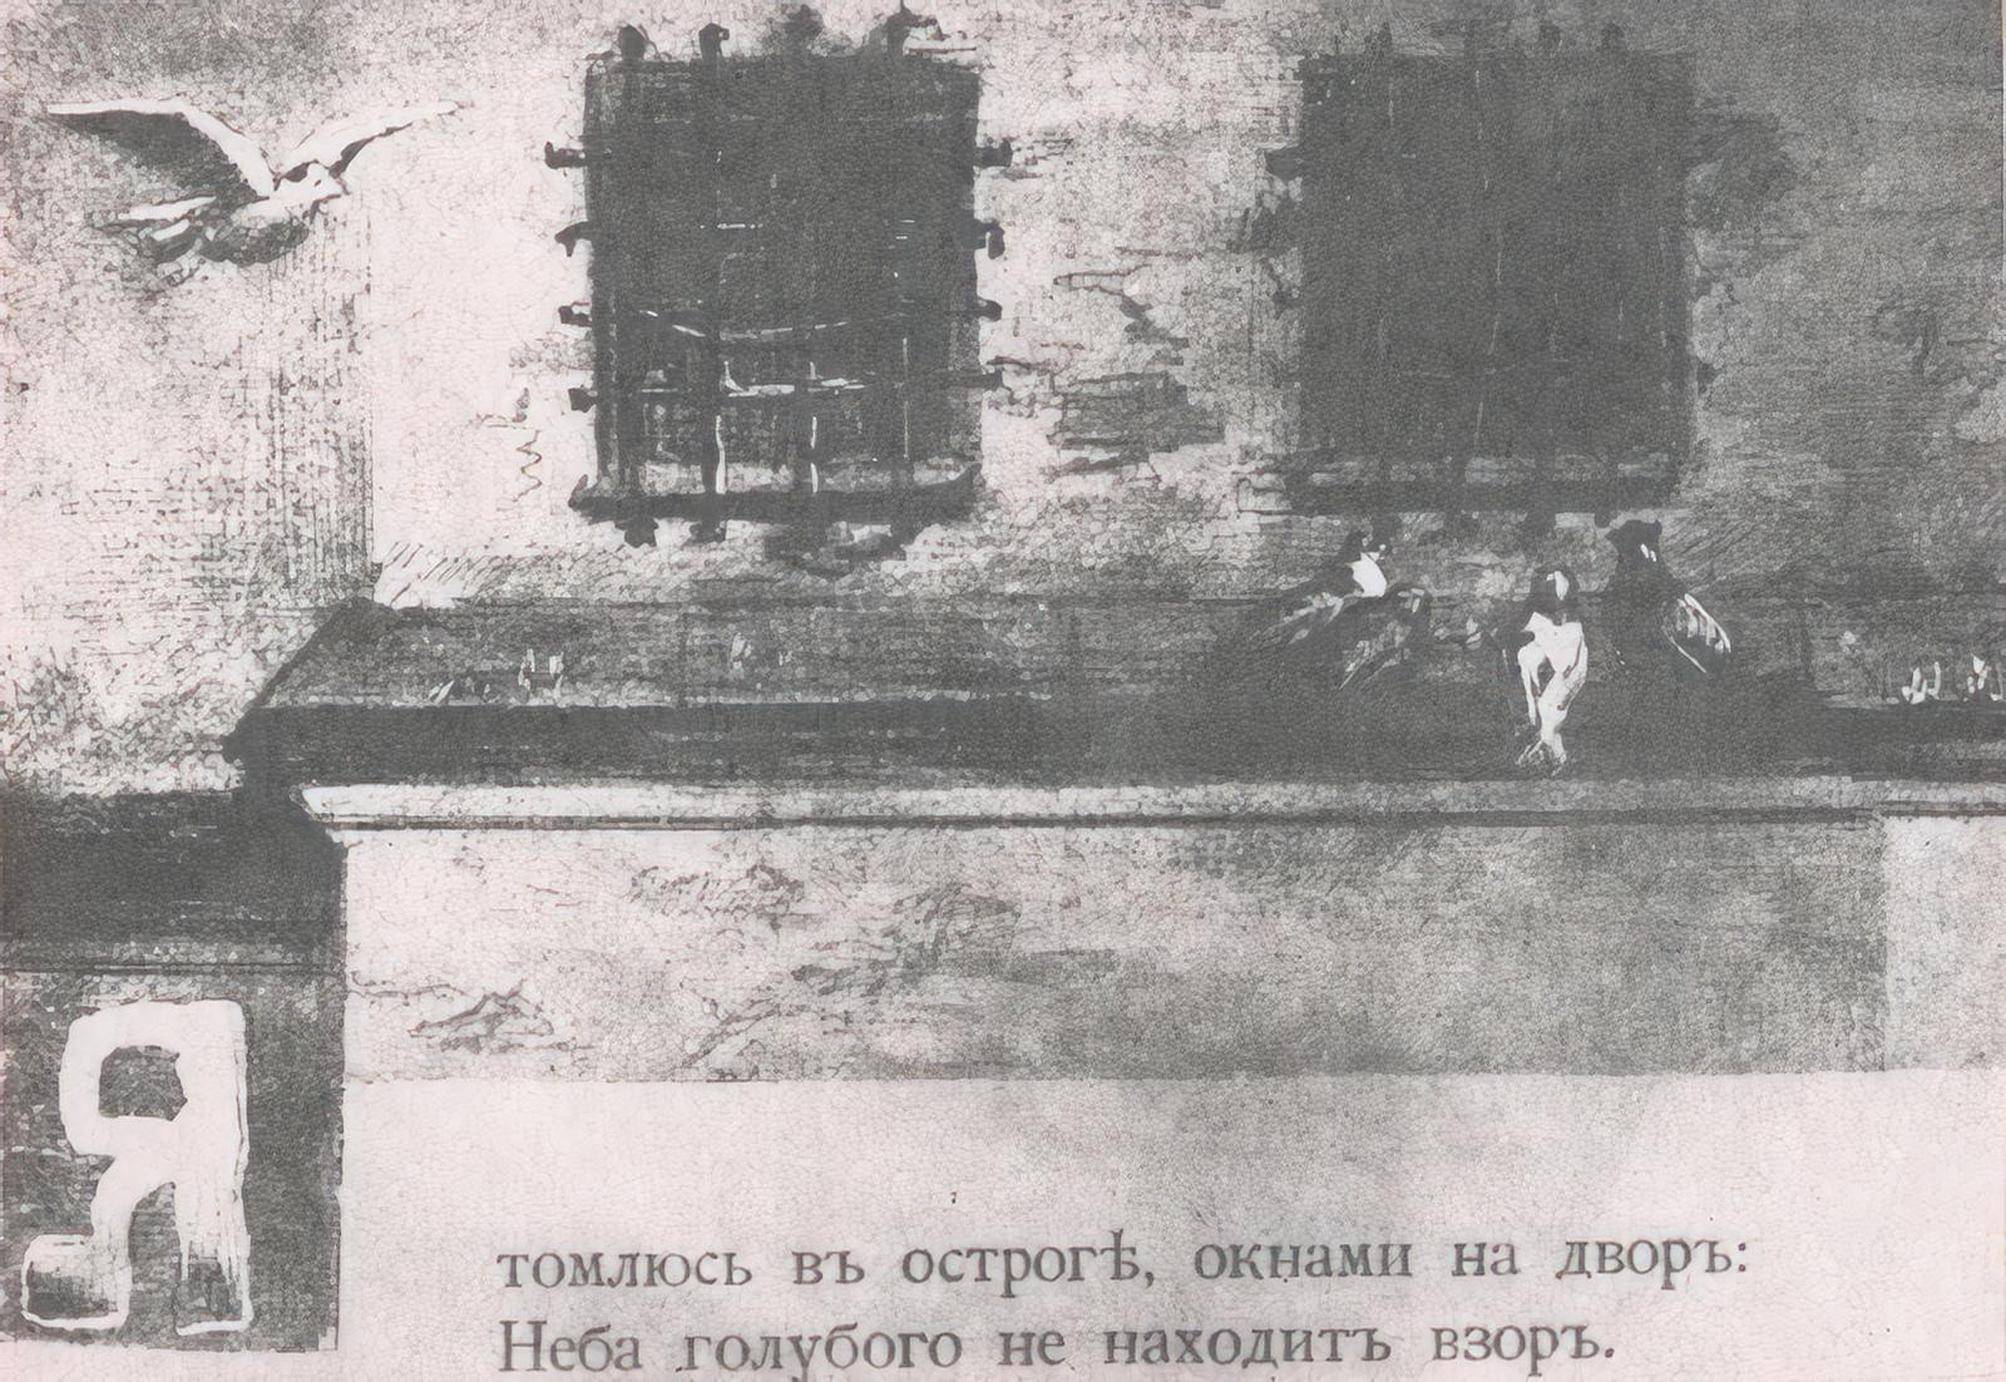 Я томлюсь въ острогѣ, окнами на дворъ:
Неба голубого не находитъ взоръ.